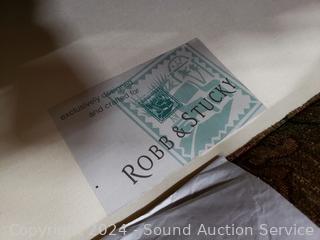 exclusively designed
and crafted for
ROBB & STUCKY
Copyright 2024 - Sound Auction Service